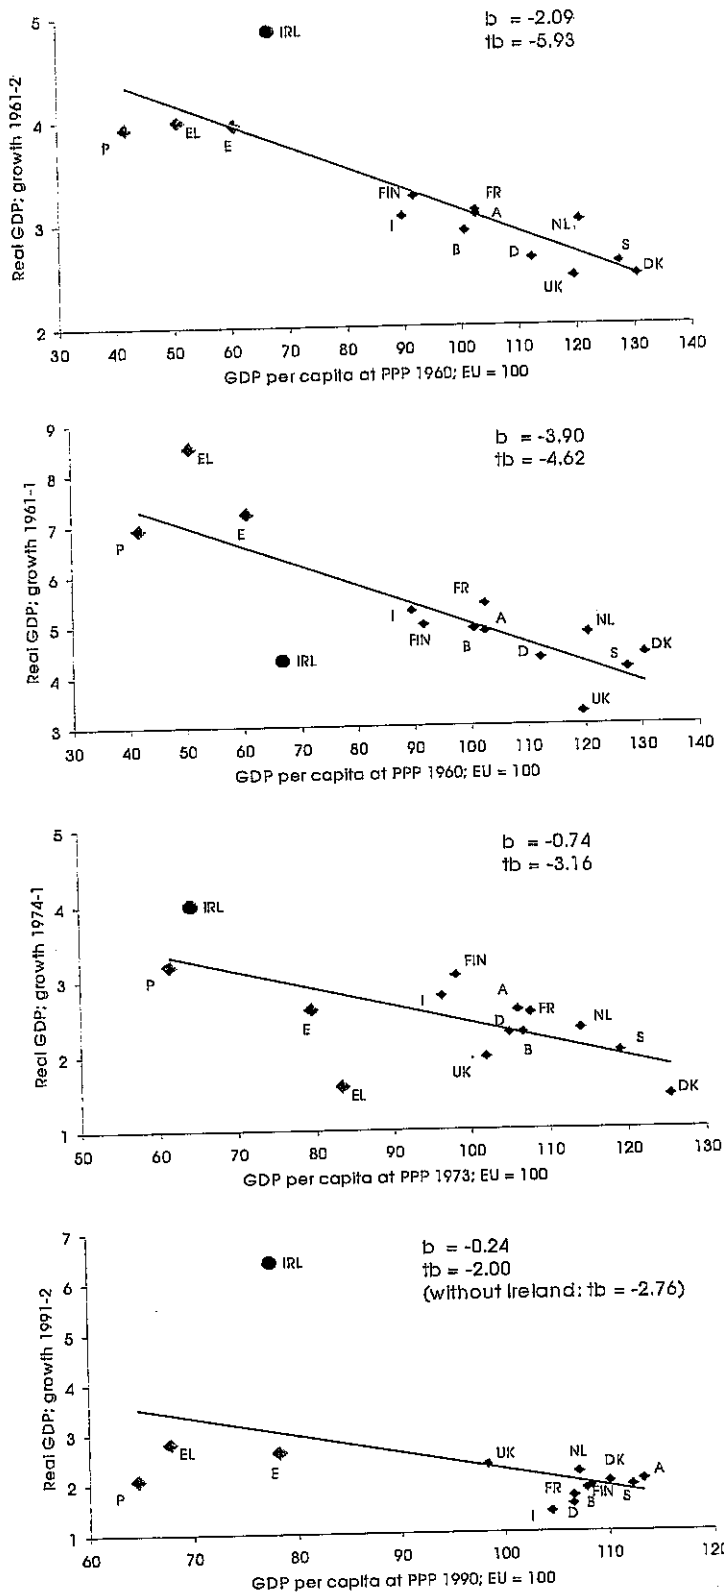 b = -2.09
tb = -5.93
Real GDP; growth 1961-2
5
4
3
2
IRL
P
EL
E
FIN
FR
I
A
B
NL
D
S
UK
DK
30 40 50 60 70 80 90 100 110 120 130 140
GDP per capita at PPP 1960; EU = 100
b = -3.90
tb = -4.62
Real GDP; growth 1961-1
9
8
7
6
5
4
3
EL
P
E
FR
I
A
NL
FIN
B
D
S
DK
IRL
UK
30 40 50 60 70 80 90 100 110 120 130 140
GDP per capita at PPP 1960; EU = 100
b = -0.74
tb = -3.16
Real GDP; growth 1974-1
5
4
3
2
1
IRL
P
FIN
I
A
FR
E
D
NL
S
B
UK
EL
DK
50 60 70 80 90 100 110 120 130
GDP per capita at PPP 1973; EU = 100
b = -0.24
tb = -2.00
(without Ireland: tb = -2.76)
Real GDP; growth 1991-2
7
6
5
4
3
2
1
IRL
EL
E
UK
NL
DK
A
P
FR
FIN
S
B
I
D
60 70 80 90 100 110 120
GDP per capita at PPP 1990; EU = 100